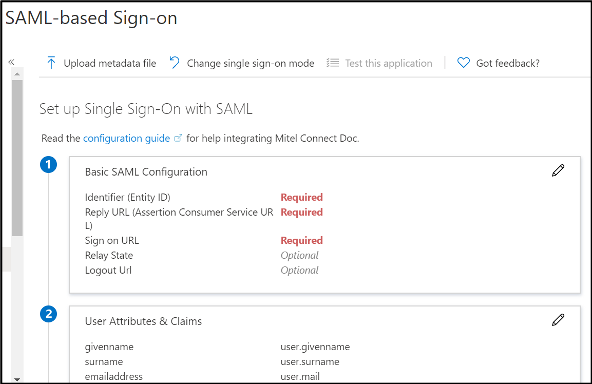 SAML-based Sign-on
«
Upload metadata file Change single sign-on mode Test this application Got feedback?
Set up Single Sign-On with SAML
Read the configuration guide for help integrating Mitel Connect Doc.
1
Basic SAML Configuration
Identifier (Entity ID) Required
Reply URL (Assertion Consumer Service UR Required
L)
Sign on URL Required
Relay State Optional
Logout Url Optional
2
User Attributes & Claims
givenname user.givenname
surname user.surname
emailaddress user.mail